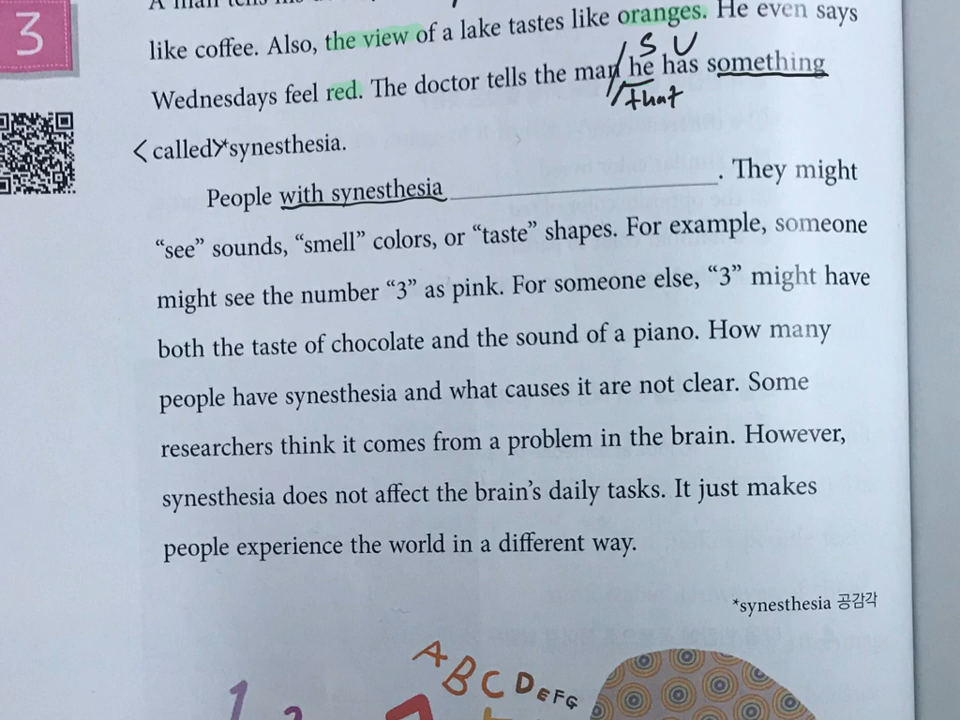 3
A man tells his
like coffee. Also, the view of a lake tastes like oranges. He even says
S V
Wednesdays feel red. The doctor tells the man / he has something
/ that
< called > *synesthesia.
People with synesthesia ____________________. They might
“see” sounds, “smell” colors, or “taste” shapes. For example, someone
might see the number “3” as pink. For someone else, “3” might have
both the taste of chocolate and the sound of a piano. How many
people have synesthesia and what causes it are not clear. Some
researchers think it comes from a problem in the brain. However,
synesthesia does not affect the brain’s daily tasks. It just makes
people experience the world in a different way.
*synesthesia 공감각
A B C D E F G
1